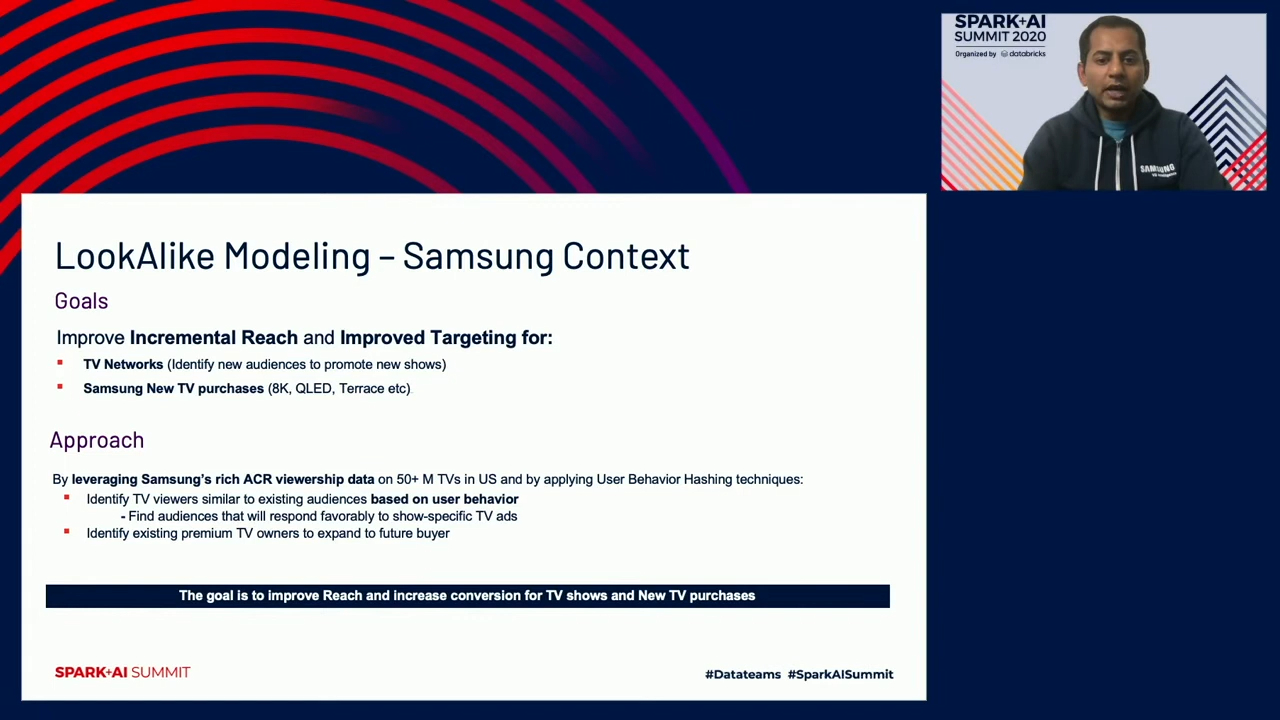 SPARK+AI
SUMMIT 2020
Organized by databricks
SAMSUNG
LookAlike Modeling – Samsung Context
Goals
Improve Incremental Reach and Improved Targeting for:
TV Networks (Identify new audiences to promote new shows)
Samsung New TV purchases (8K, QLED, Terrace etc)
Approach
By leveraging Samsung's rich ACR viewership data on 50+ M TVs in US and by applying User Behavior Hashing techniques:
Identify TV viewers similar to existing audiences based on user behavior
- Find audiences that will respond favorably to show-specific TV ads
Identify existing premium TV owners to expand to future buyer
The goal is to improve Reach and increase conversion for TV shows and New TV purchases
SPARK+AI SUMMIT
#Datateams #SparkAISummit